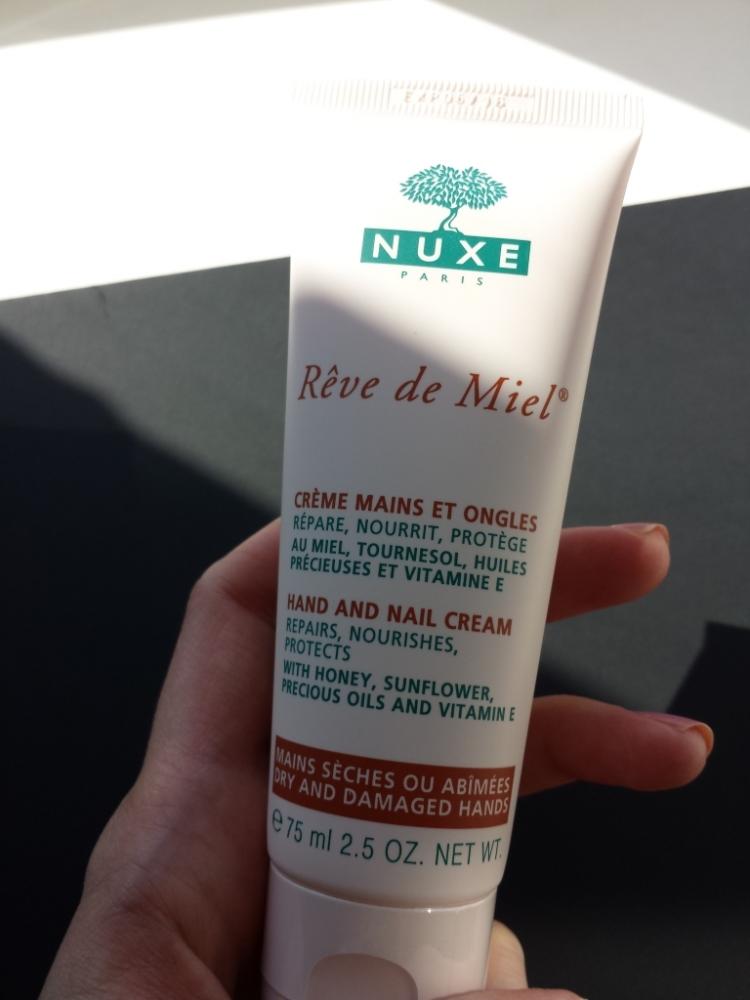 NUXE
PARIS
Rêve de Miel®
CRÈME MAINS ET ONGLES
RÉPARE, NOURRIT, PROTÈGE
AU MIEL, TOURNESOL, HUILES
PRÉCIEUSES ET VITAMINE E
HAND AND NAIL CREAM
REPAIRS, NOURISHES,
PROTECTS
WITH HONEY, SUNFLOWER,
PRECIOUS OILS AND VITAMIN E
MAINS SÈCHES OU ABÎMÉES
DRY AND DAMAGED HANDS
℮ 75 ml 2.5 OZ. NET WT.